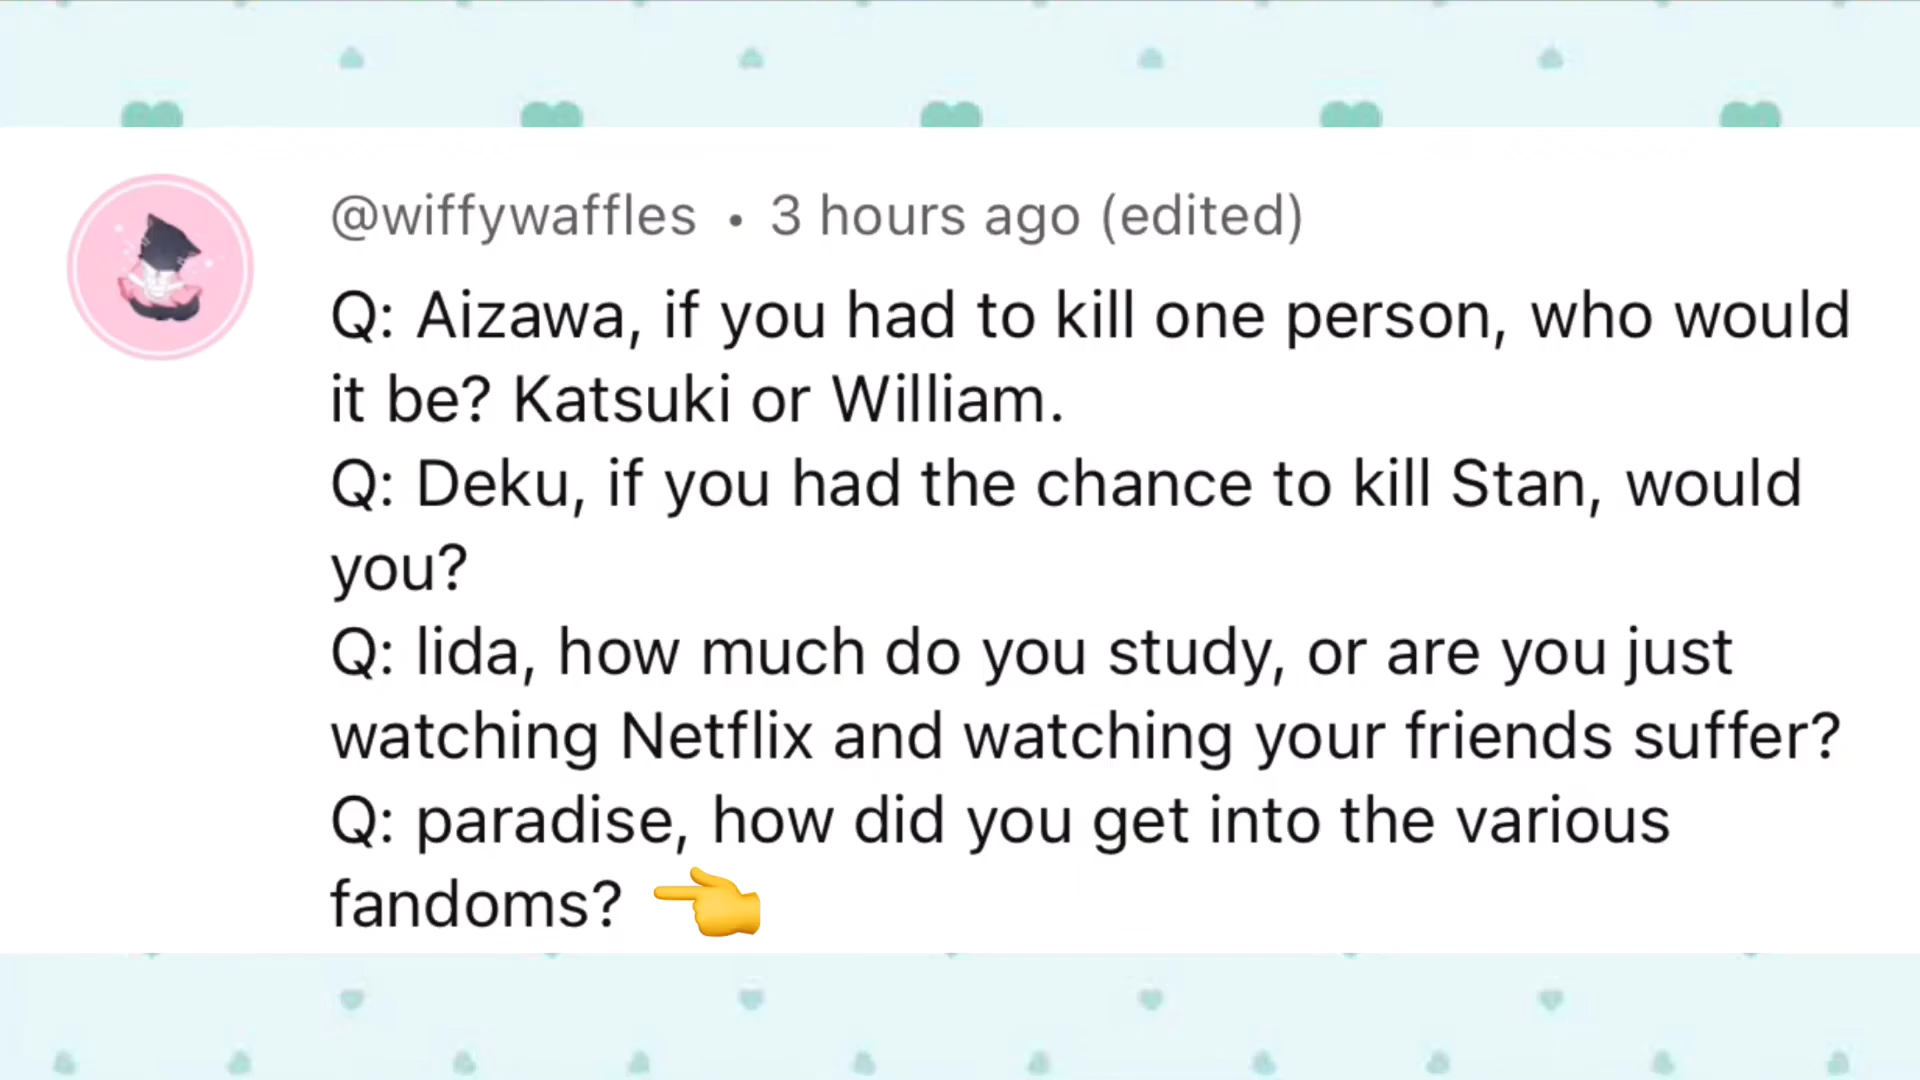 @wiffywaffles • 3 hours ago (edited)
Q: Aizawa, if you had to kill one person, who would
it be? Katsuki or William.
Q: Deku, if you had the chance to kill Stan, would
you?
Q: Iida, how much do you study, or are you just
watching Netflix and watching your friends suffer?
Q: paradise, how did you get into the various
fandoms? 👈